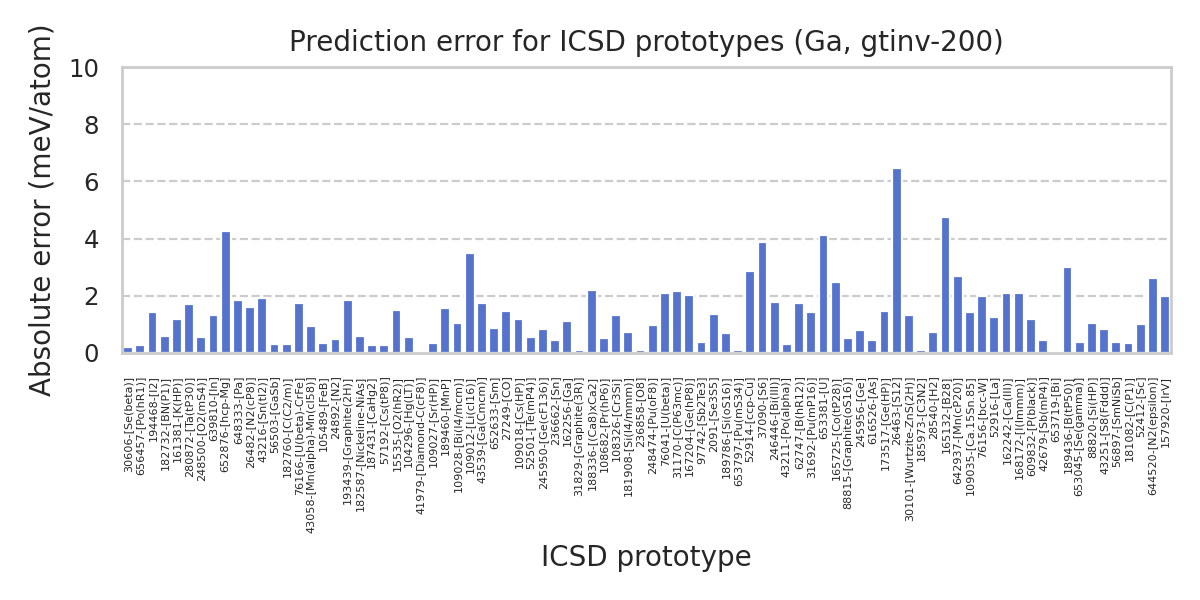 Prediction error for ICSD prototypes (Ga, gtinv-200)
Absolute error (meV/atom)
10
8
6
4
2
0
30606-[Se(beta)]
656457-[Po(hR1)]
194468-[I2]
182732-[BN(P1)]
16381-[K(HP)]
280872-[Ta(tP30)]
248500-[O2(mS4)]
639810-[In]
652876-[hcp-Mg]
648333-[Pa]
26482-[N2(cP8)]
43216-[Sn(tI2)]
56503-[GaSb]
182760-[C(C2/m)]
76166-[U(beta)-CrFe]
43058-[Mn(alpha)-Mn(cI58)]
105489-[FeB]
24892-[N2]
193439-[Graphite(2H)]
182587-[Nickeline-NiAs]
187431-[CaHg2]
57192-[Cs(tP8)]
15535-[O2(hR2)]
104296-[Hg(LT)]
41979-[Diamond-C(cF8)]
109027-[Sr(HP)]
189460-[MnP]
109028-[Bi(I4/mcm)]
109012-[Li(cI16)]
43539-[Ga(Cmcm)]
652633-[Sm]
27249-[CO]
109018-[Cs(HP)]
52501-[Te(mP4)]
245950-[Ge(cF136)]
236662-[Sn]
162256-[Ga]
31829-[Graphite(3R)]
188336-[(Ca8)xCa2]
108682-[Pr(hP6)]
108326-[Cr3Si]
181908-[Si(I4/mmm)]
236858-[O8]
248474-[Pu(oF8)]
76041-[U(beta)]
31170-[C(P63mc)]
167204-[Ge(hP8)]
97742-[Sb2Te3]
2091-[Se3S5]
189786-[Si(oS16)]
653797-[Pu(mS34)]
52914-[ccp-Cu]
37090-[S6]
246446-[Bi(III)]
43211-[Po(alpha)]
62747-[B(hR12)]
31692-[Pu(mP16)]
653381-[U]
165725-[Co(tP28)]
88815-[Graphite(oS16)]
245956-[Ge]
616526-[As]
173517-[Ge(HP)]
26463-[S12]
30101-[Wurtzite-ZnS(2H)]
185973-[C3N2]
28540-[H2]
165132-[B28]
642937-[Mn(cP20)]
109035-[Ca.15Sn.85]
76156-[bcc-W]
52916-[La]
162242-[Ca(III)]
168172-[I(Immm)]
609832-[P(black)]
42679-[Sb(mP4)]
653719-[Bi]
189436-[B(tP50)]
653045-[Se(gamma)]
88820-[Si(HP)]
43251-[S8(Fddd)]
56897-[SmNiSb]
181082-[C(P1)]
52412-[Sc]
644520-[N2(epsilon)]
157920-[IrV]
ICSD prototype